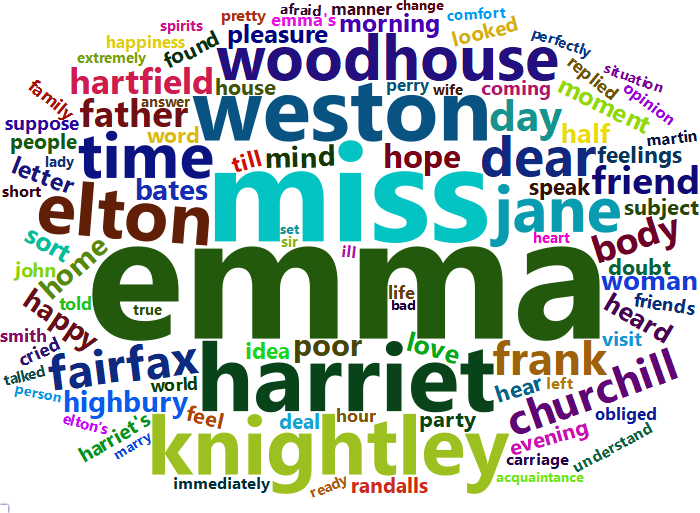 spirits
pretty
afraid
manner
change
emma's
comfort
happiness
found
pleasure
morning
looked
perfectly
extremely
woodhouse
replied
situation
family
hartfield
house
perry
wife
coming
moment
opinion
answer
father
weston
day
half
martin
suppose
people
word
time
till
mind
hope
dear
feelings
lady
letter
miss
speak
friend
short
bates
jane
subject
elton
set
sir
ill
heart
body
sort
home
john
emma
doubt
woman
life
bad
told
true
happy
heard
friends
smith
cried
idea
poor
love
frank
visit
talked
fairfax
world
harriet
hear
left
churchill
person
highbury
feel
deal
hour
party
obliged
elton's
harriet's
marry
knightley
evening
understand
carriage
acquaintance
immediately
ready
randalls